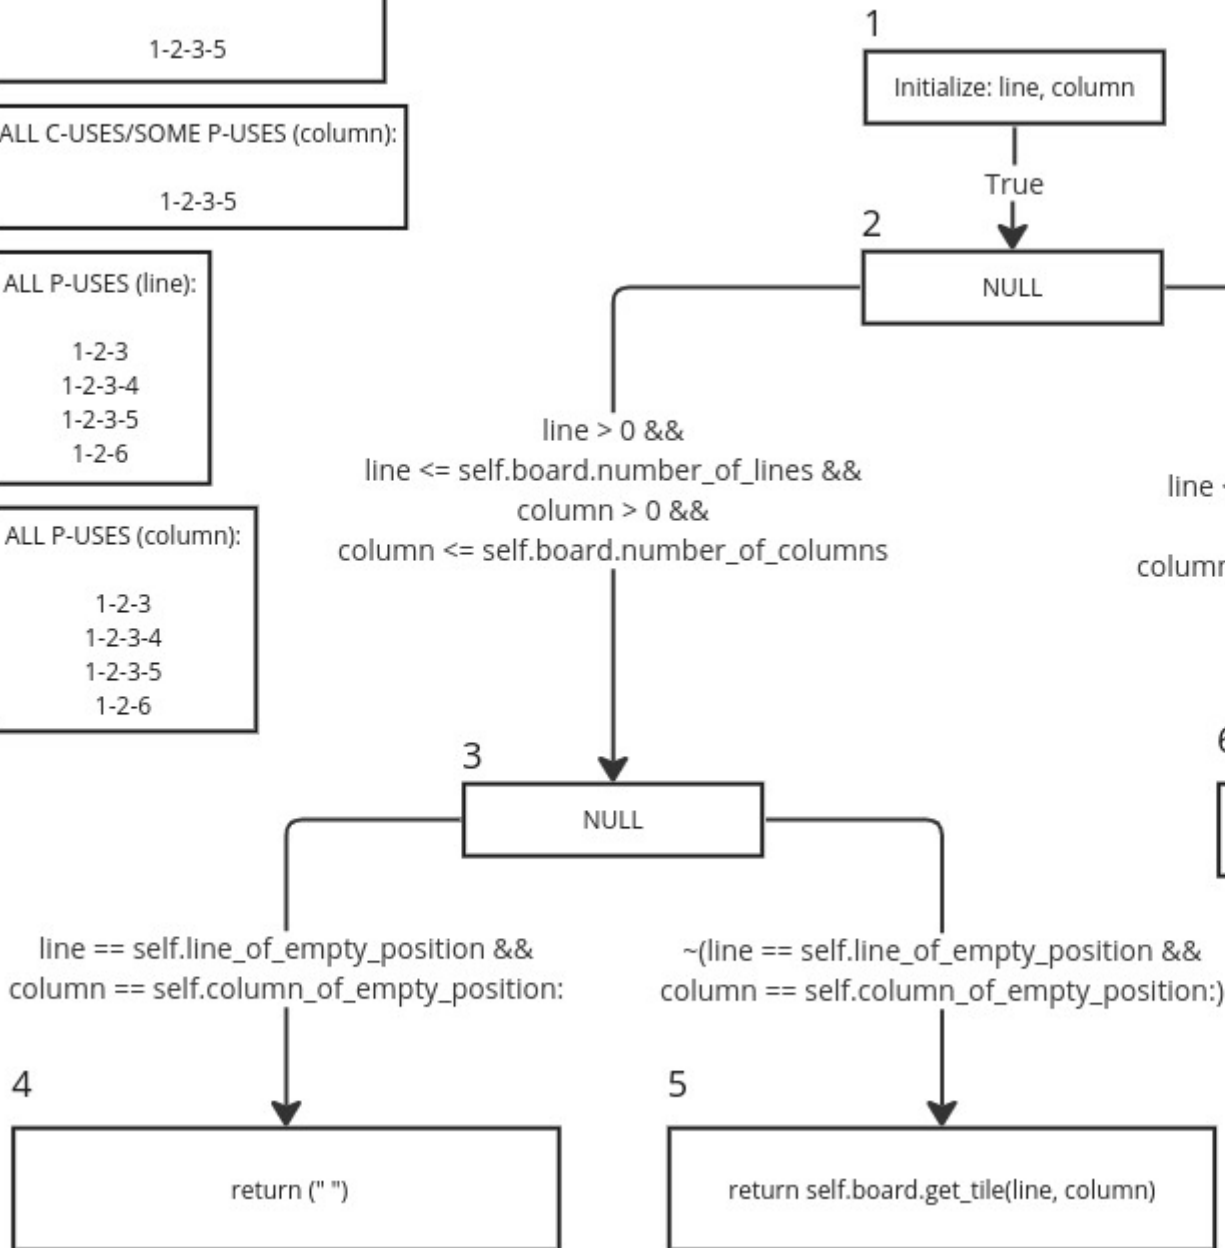 1-2-3-5
ALL C-USES/SOME P-USES (column):
1-2-3-5
ALL P-USES (line):
1-2-3
1-2-3-4
1-2-3-5
1-2-6
ALL P-USES (column):
1-2-3
1-2-3-4
1-2-3-5
1-2-6
1
Initialize: line, column
True
2
NULL
line > 0 &&
line <= self.board.number_of_lines &&
column > 0 &&
column <= self.board.number_of_columns
line
column
3
NULL
line == self.line_of_empty_position &&
column == self.column_of_empty_position:
~(line == self.line_of_empty_position &&
column == self.column_of_empty_position:)
4
return (" ")
5
return self.board.get_tile(line, column)